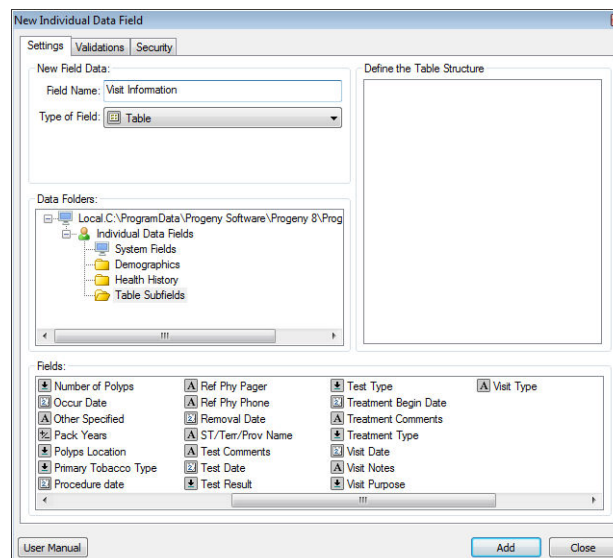 New Individual Data Field
Settings Validations Security
New Field Data:
Field Name: Visit Information
Type of Field: Table
Define the Table Structure
Data Folders:
Local.C:\ProgramData\Progeny Software\Progeny 8\Prog
Individual Data Fields
System Fields
Demographics
Health History
Table Subfields
Fields:
Number of Polyps
Occur Date
Other Specified
Pack Years
Polyps Location
Primary Tobacco Type
Procedure date
Ref Phy Pager
Ref Phy Phone
Removal Date
ST/Terr/Prov Name
Test Comments
Test Date
Test Result
Test Type
Treatment Begin Date
Treatment Comments
Treatment Type
Visit Date
Visit Notes
Visit Purpose
Visit Type
User Manual Add Close